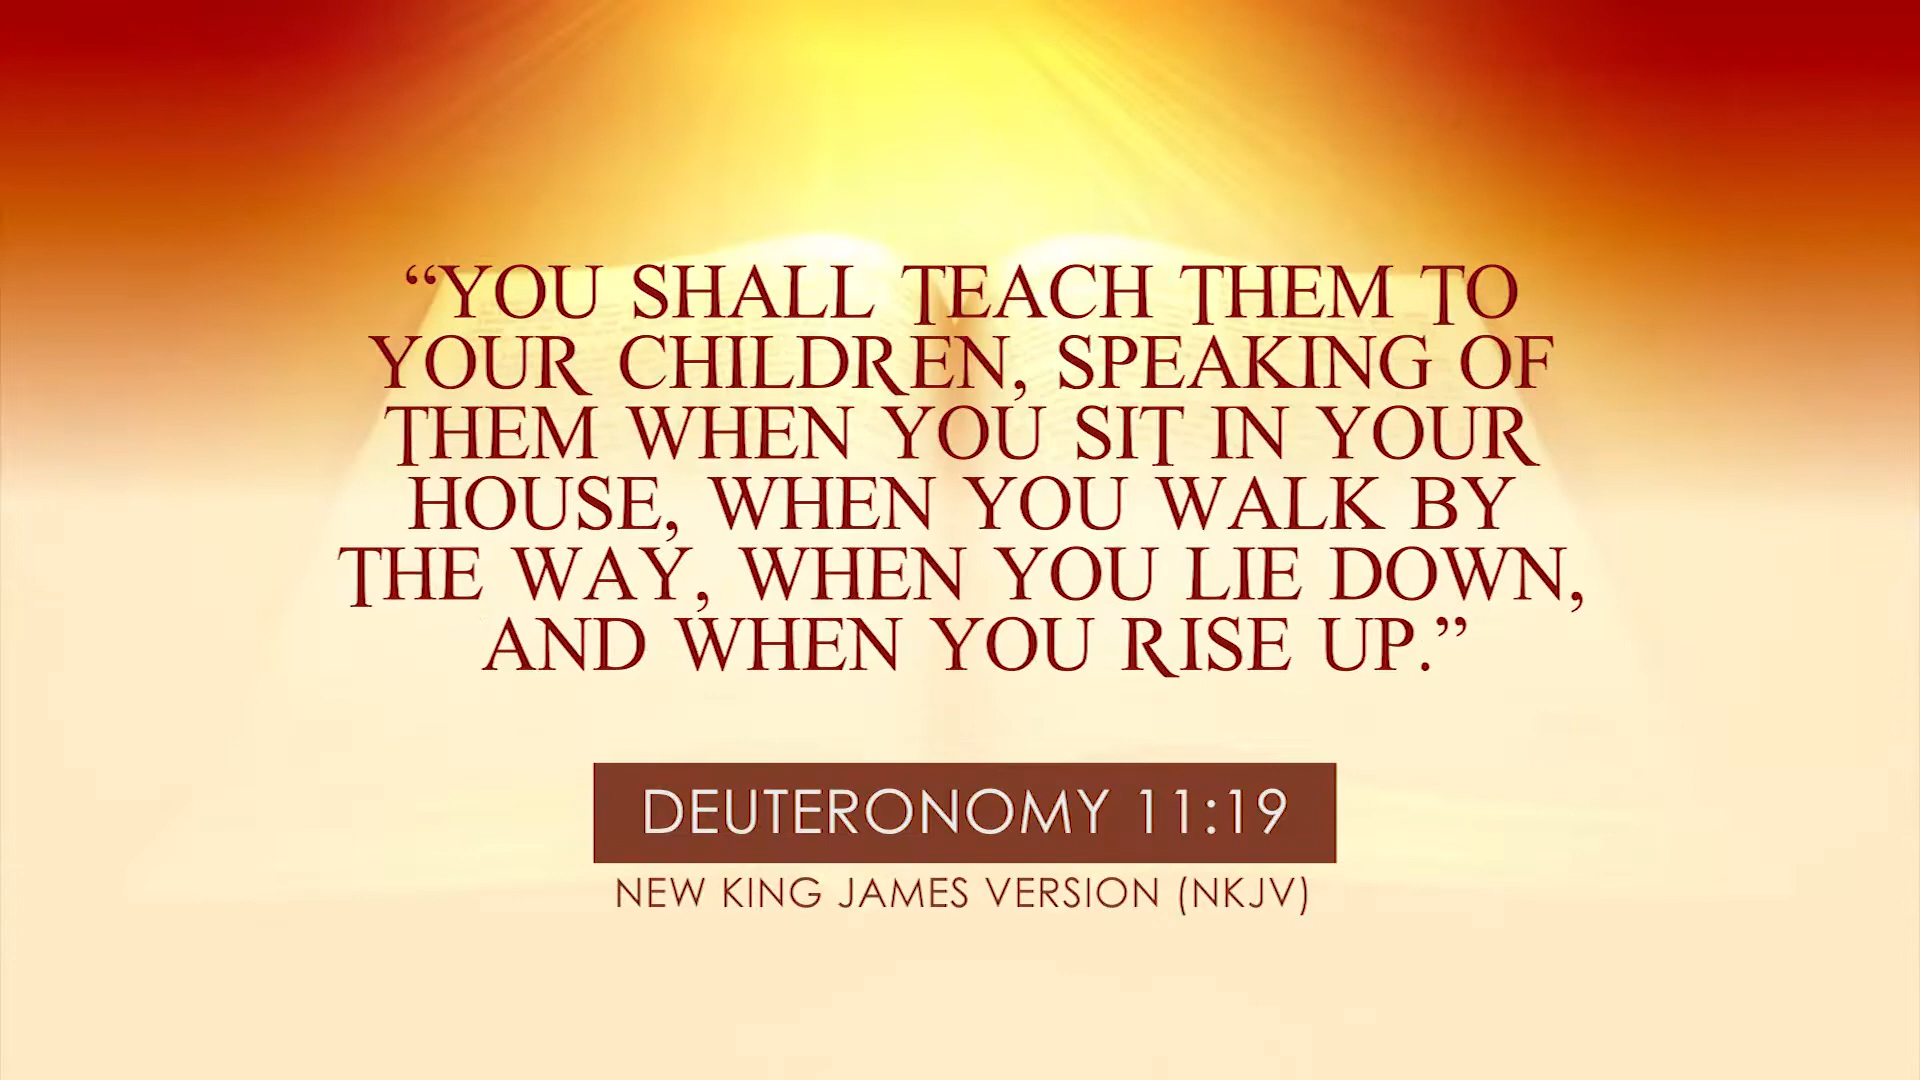 “YOU SHALL TEACH THEM TO
YOUR CHILDREN, SPEAKING OF
THEM WHEN YOU SIT IN YOUR
HOUSE, WHEN YOU WALK BY
THE WAY, WHEN YOU LIE DOWN,
AND WHEN YOU RISE UP.”
DEUTERONOMY 11:19
NEW KING JAMES VERSION (NKJV)